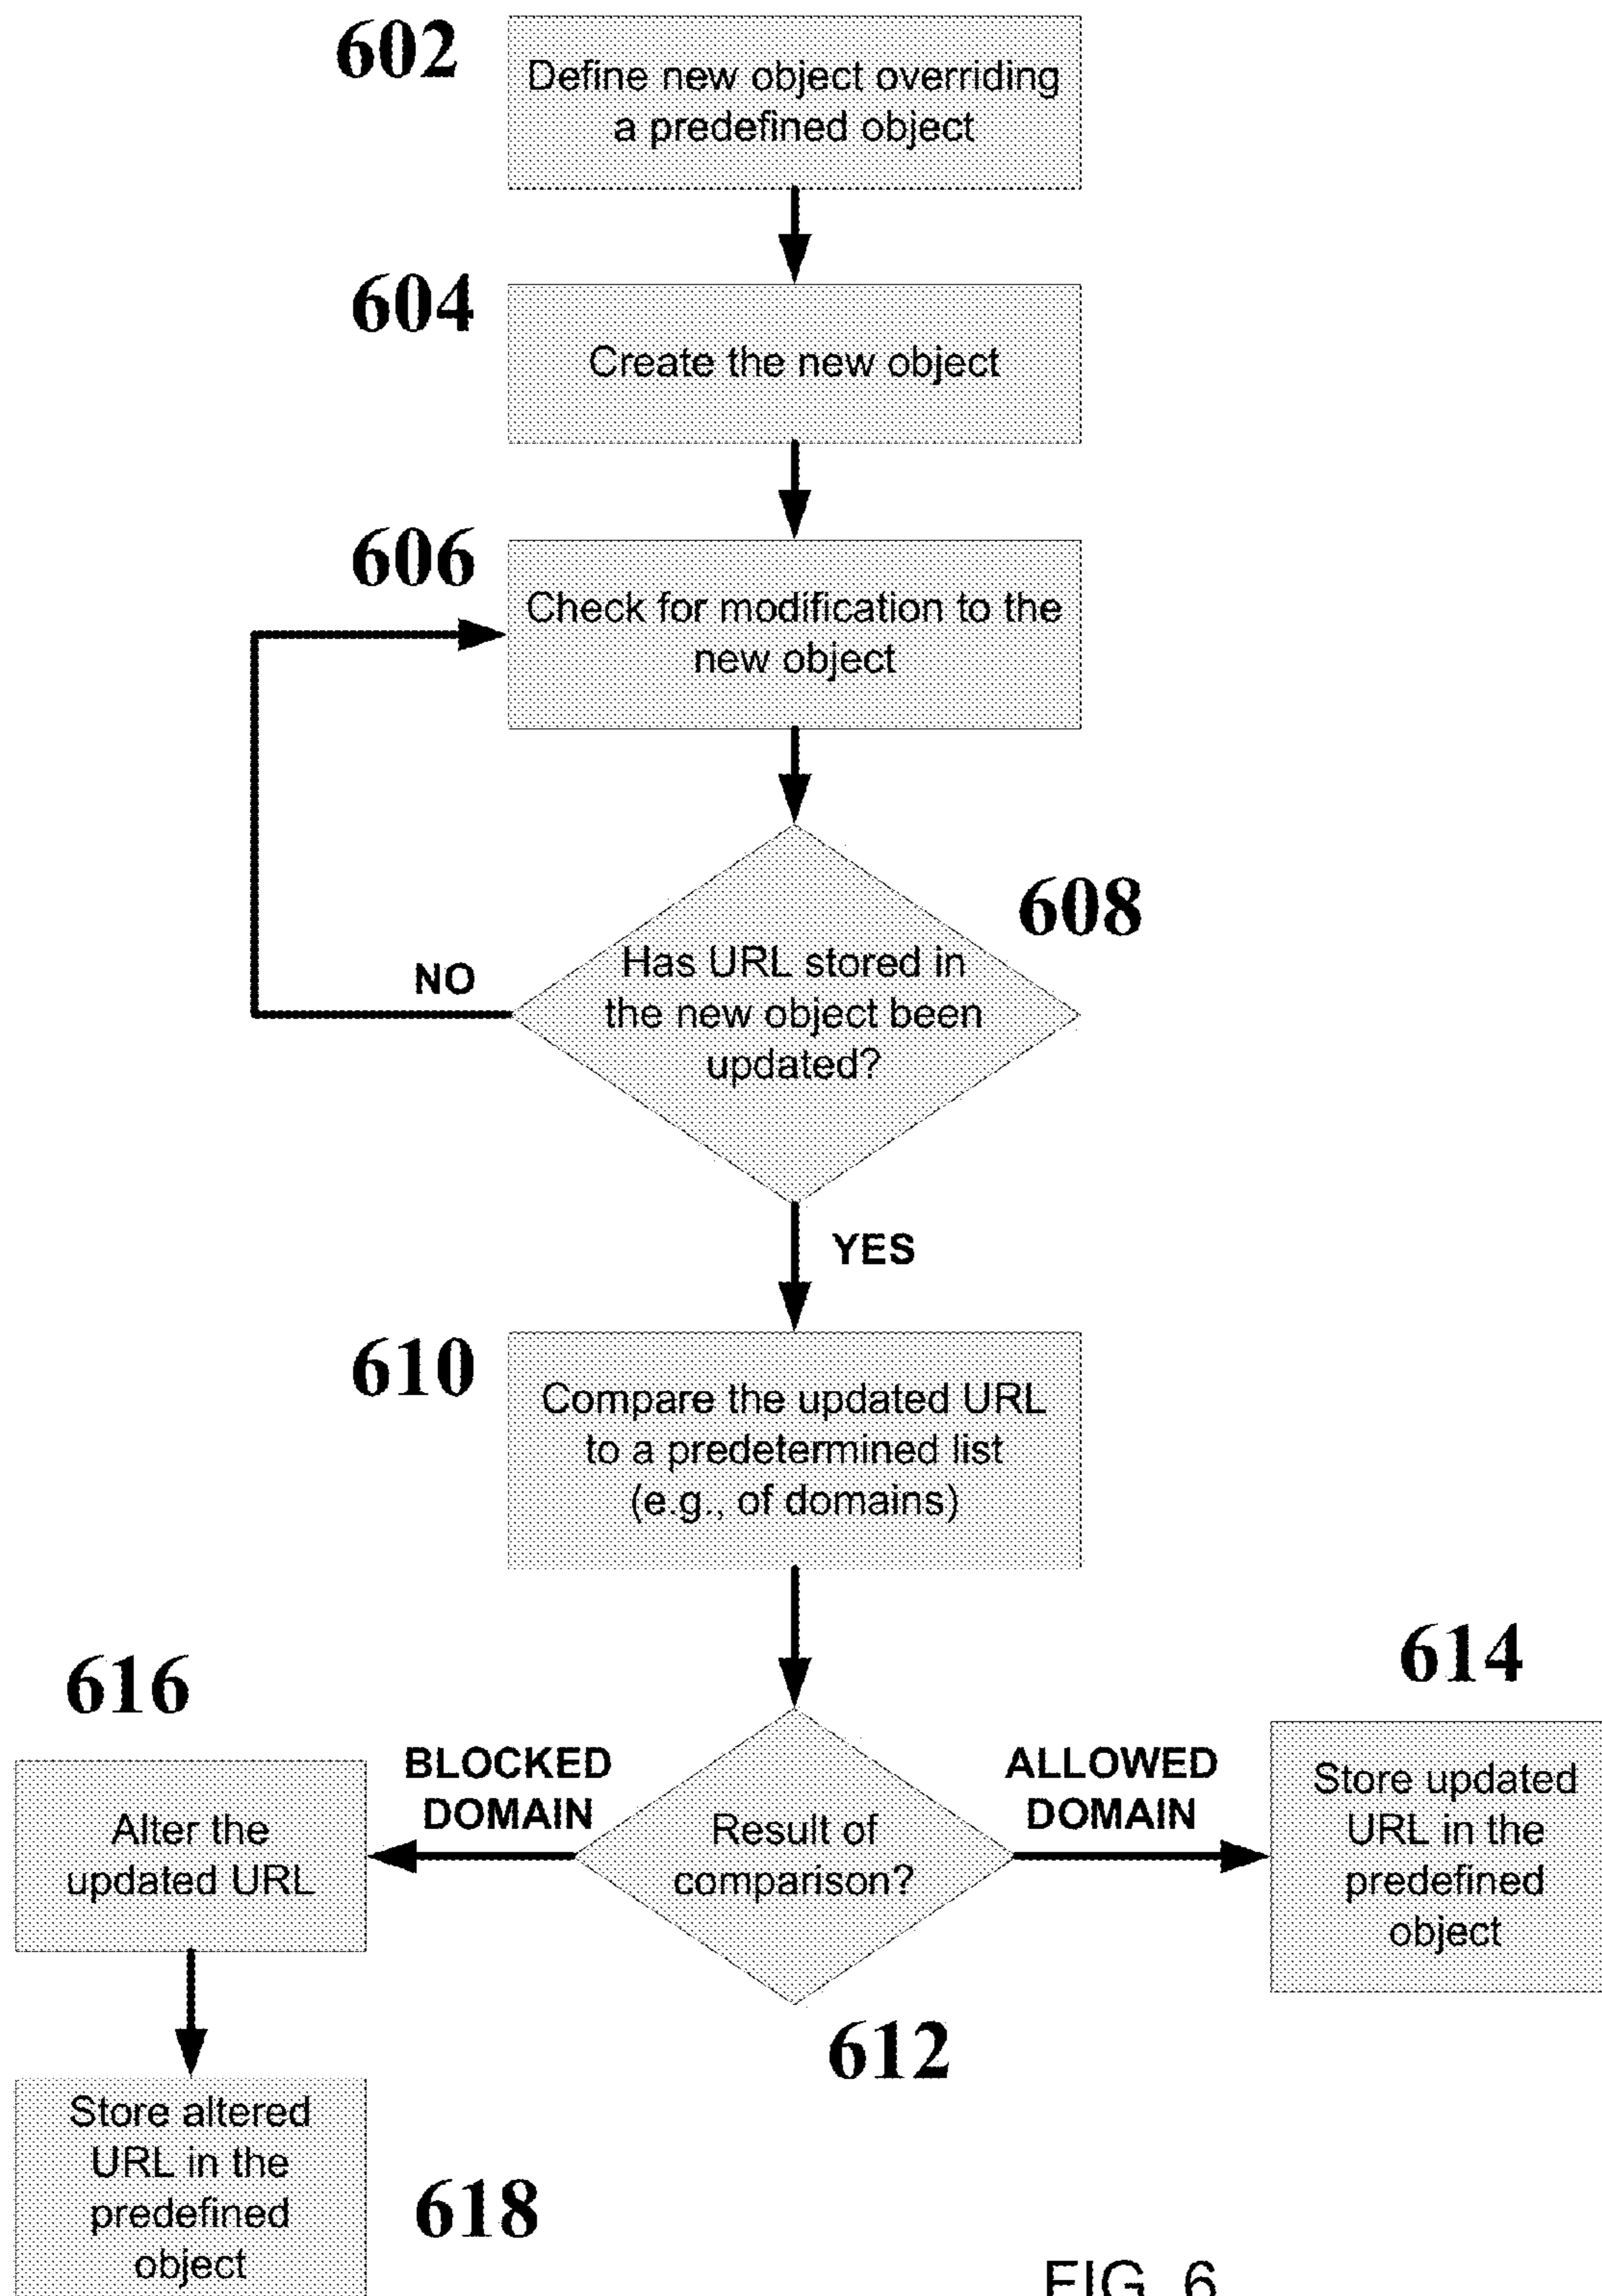 602
Define new object overriding
a predefined object
604
Create the new object
606
Check for modification to the
new object
608
Has URL stored in
the new object been
updated?
NO
YES
610
Compare the updated URL
to a predetermined list
(e.g., of domains)
616
614
BLOCKED
DOMAIN
ALLOWED
DOMAIN
Alter the
updated URL
Result of
comparison?
Store updated
URL in the
predefined
object
612
Store altered
URL in the
predefined
object
618
FIG. 6